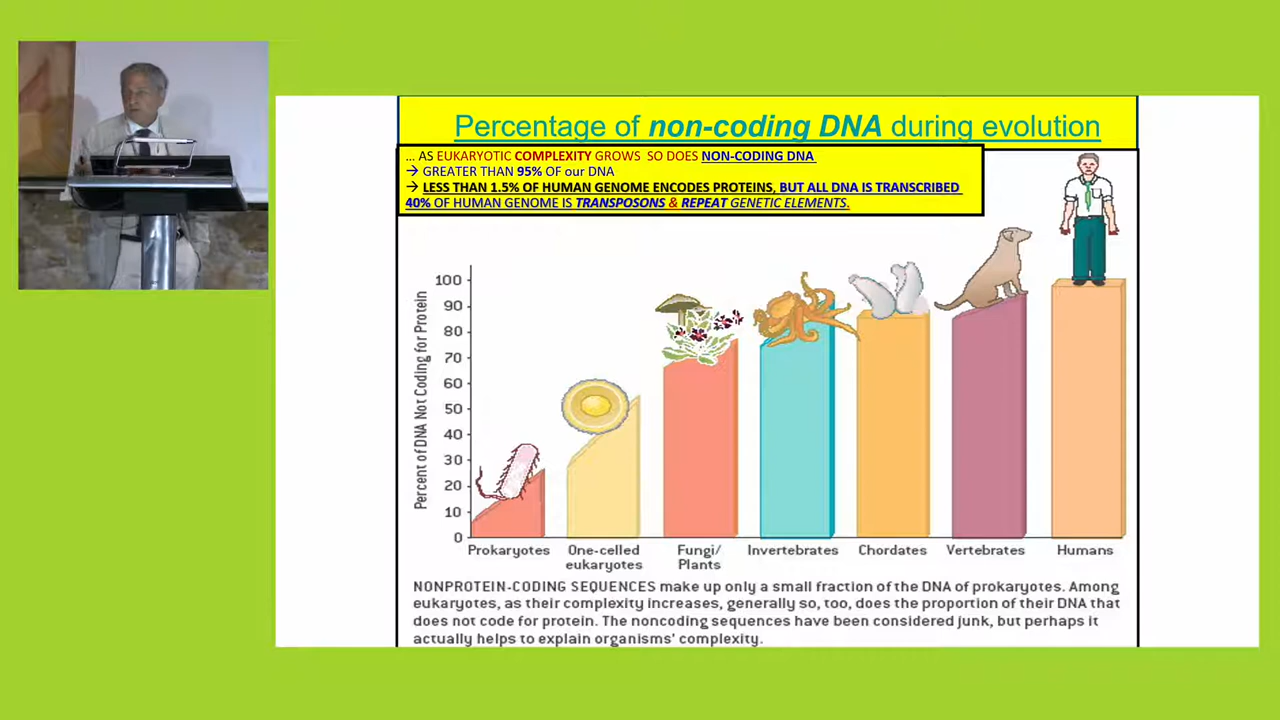 Percentage of non-coding DNA during evolution
... AS EUKARYOTIC COMPLEXITY GROWS SO DOES NON-CODING DNA
→ GREATER THAN 95% OF our DNA
→ LESS THAN 1.5% OF HUMAN GENOME ENCODES PROTEINS, BUT ALL DNA IS TRANSCRIBED
40% OF HUMAN GENOME IS TRANSPOSONS & REPEAT GENETIC ELEMENTS.
Percent of DNA Not Coding for Protein
100
90
80
70
60
50
40
30
20
10
0
Prokaryotes
One-celled
eukaryotes
Fungi/
Plants
Invertebrates
Chordates
Vertebrates
Humans
NONPROTEIN-CODING SEQUENCES make up only a small fraction of the DNA of prokaryotes. Among
eukaryotes, as their complexity increases, generally so, too, does the proportion of their DNA that
does not code for protein. The noncoding sequences have been considered junk, but perhaps it
actually helps to explain organisms' complexity.